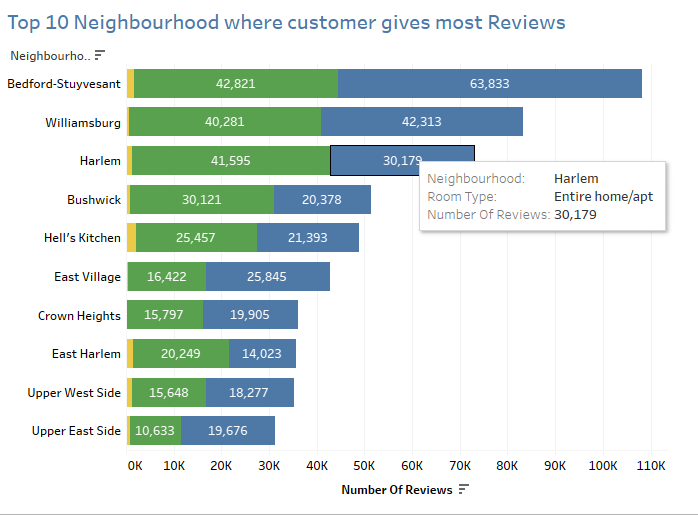 Top 10 Neighbourhood where customer gives most Reviews
Neighbourho..
Bedford-Stuyvesant 42,821 63,833
Williamsburg 40,281 42,313
Harlem 41,595 30,179
Neighbourhood: Harlem
Room Type: Entire home/apt
Number Of Reviews: 30,179
Bushwick 30,121 20,378
Hell's Kitchen 25,457 21,393
East Village 16,422 25,845
Crown Heights 15,797 19,905
East Harlem 20,249 14,023
Upper West Side 15,648 18,277
Upper East Side 10,633 19,676
0K 10K 20K 30K 40K 50K 60K 70K 80K 90K 100K 110K
Number Of Reviews